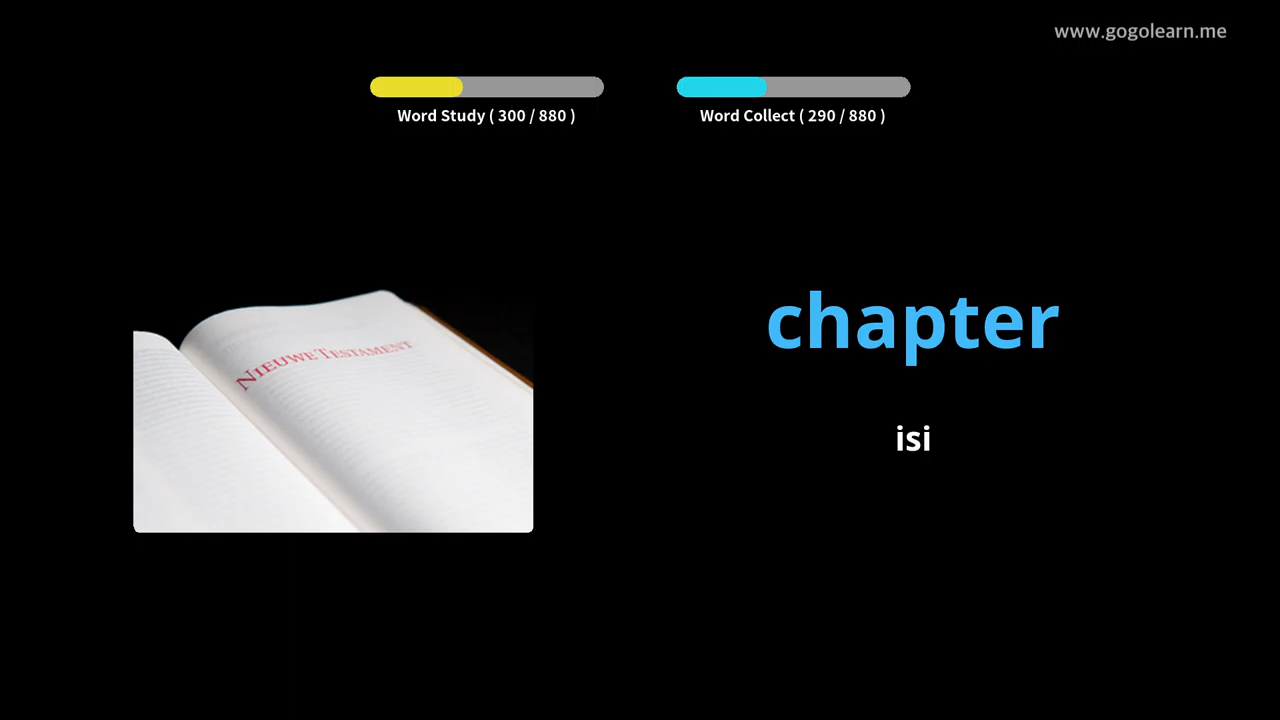 www.gogolearn.me
Word Study ( 300 / 880 )
Word Collect ( 290 / 880 )
NIEUWE TESTAMENT
chapter
isi